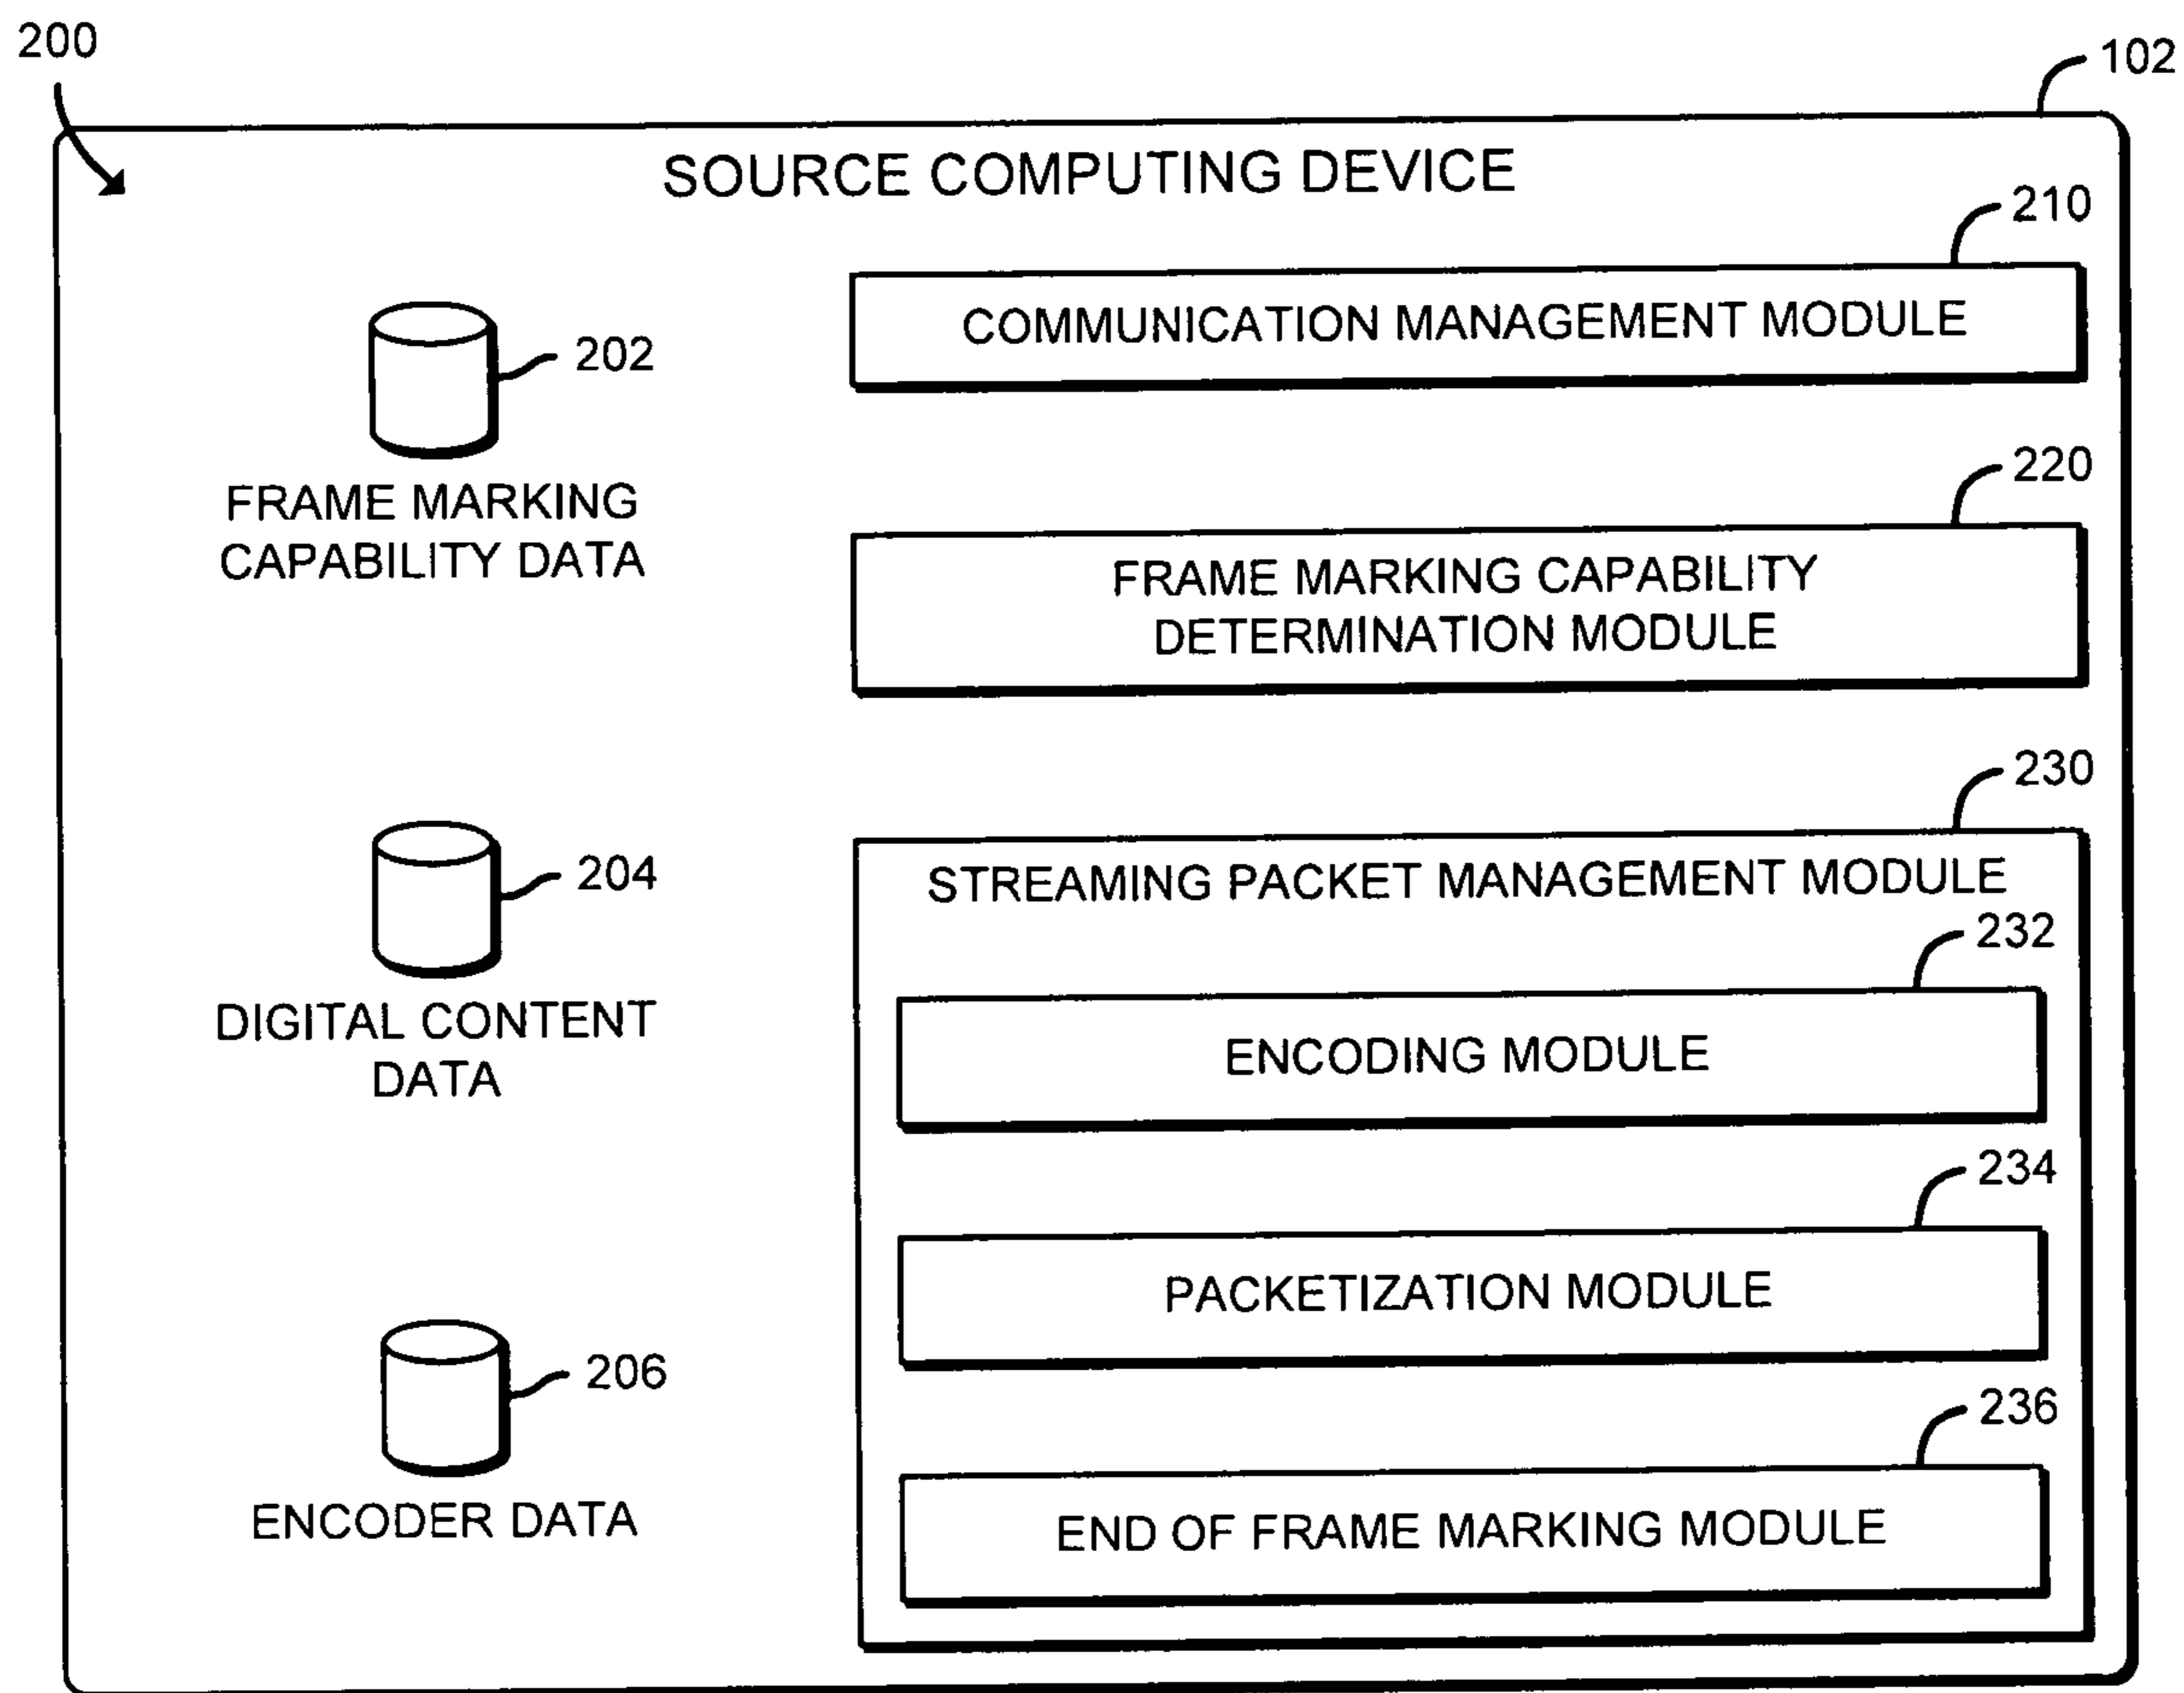 200
102
SOURCE COMPUTING DEVICE
210
COMMUNICATION MANAGEMENT MODULE
202
FRAME MARKING
CAPABILITY DATA
220
FRAME MARKING CAPABILITY
DETERMINATION MODULE
230
STREAMING PACKET MANAGEMENT MODULE
204
DIGITAL CONTENT
DATA
232
ENCODING MODULE
234
PACKETIZATION MODULE
206
ENCODER DATA
236
END OF FRAME MARKING MODULE